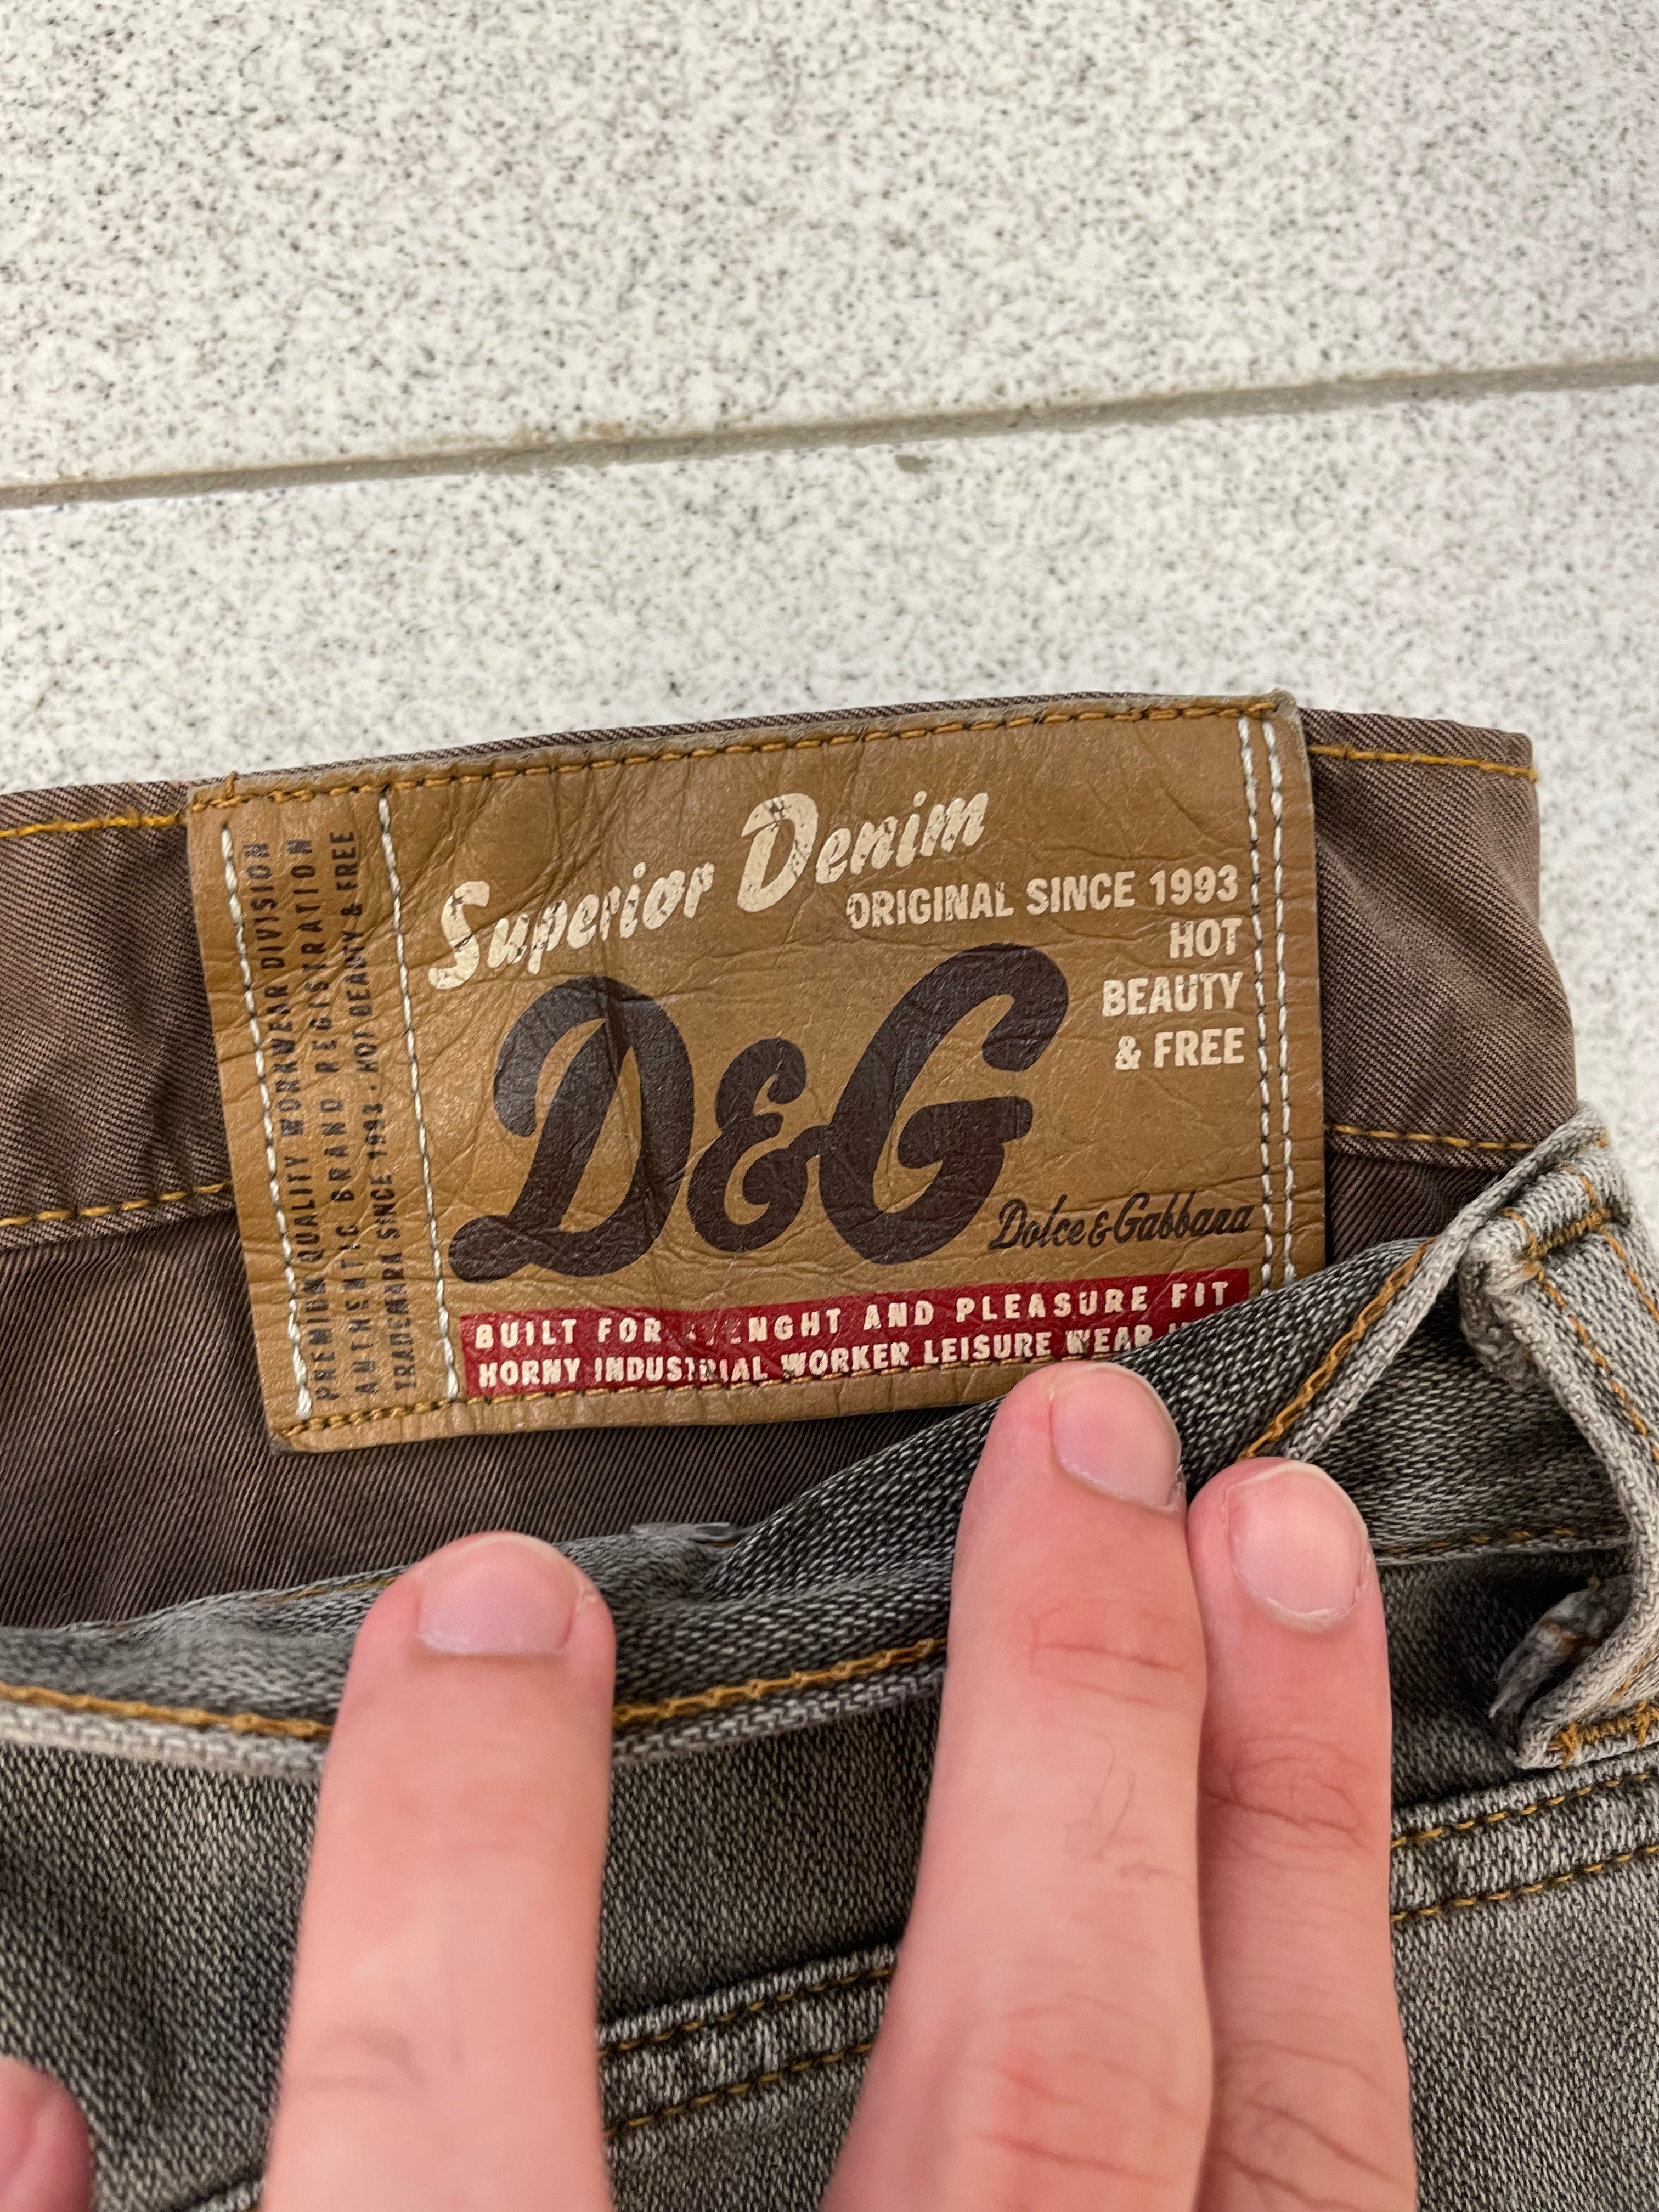 Superior Denim
ORIGINAL SINCE 1993
HOT
BEAUTY
& FREE
D&G
Dolce & Gabbana
BUILT FOR STENGHT AND PLEASURE FIT
HORNY INDUSTRIAL WORKER LEISURE WEAR
PREMIUM QUALITY WORKWEAR DIVISION
AUTHENTIC BRAND REGISTRATION
TRADEMARK SINCE 1993 - HOT BEAUTY & FREE